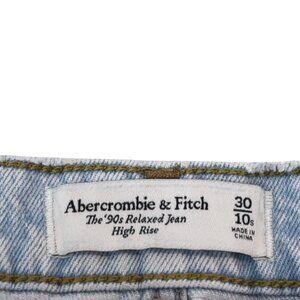 Abercrombie & Fitch
The '90s Relaxed Jean
High Rise
30
10s
MADE IN
CHINA